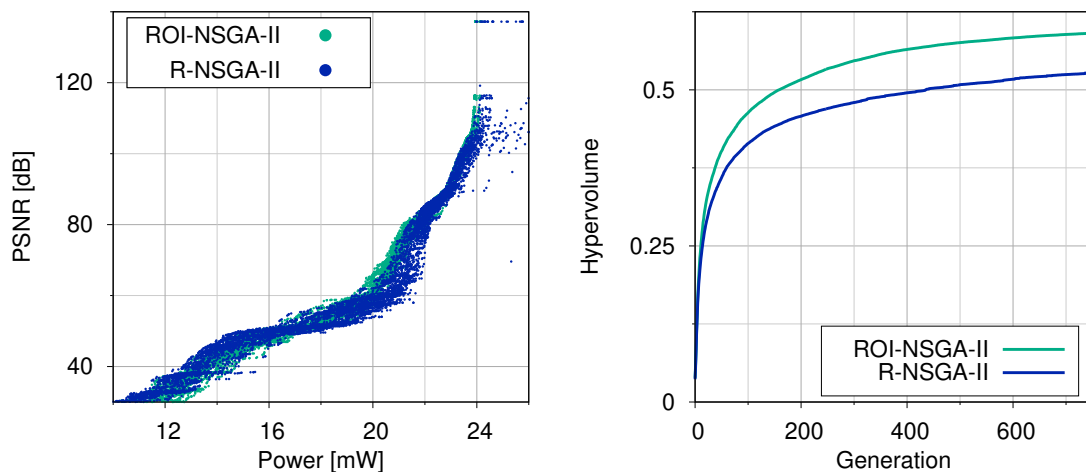 ROI-NSGA-II
R-NSGA-II
120
80
40
PSNR [dB]
12
16
20
24
Power [mW]
0.5
0.25
0
Hypervolume
ROI-NSGA-II
R-NSGA-II
0
200
400
600
Generation